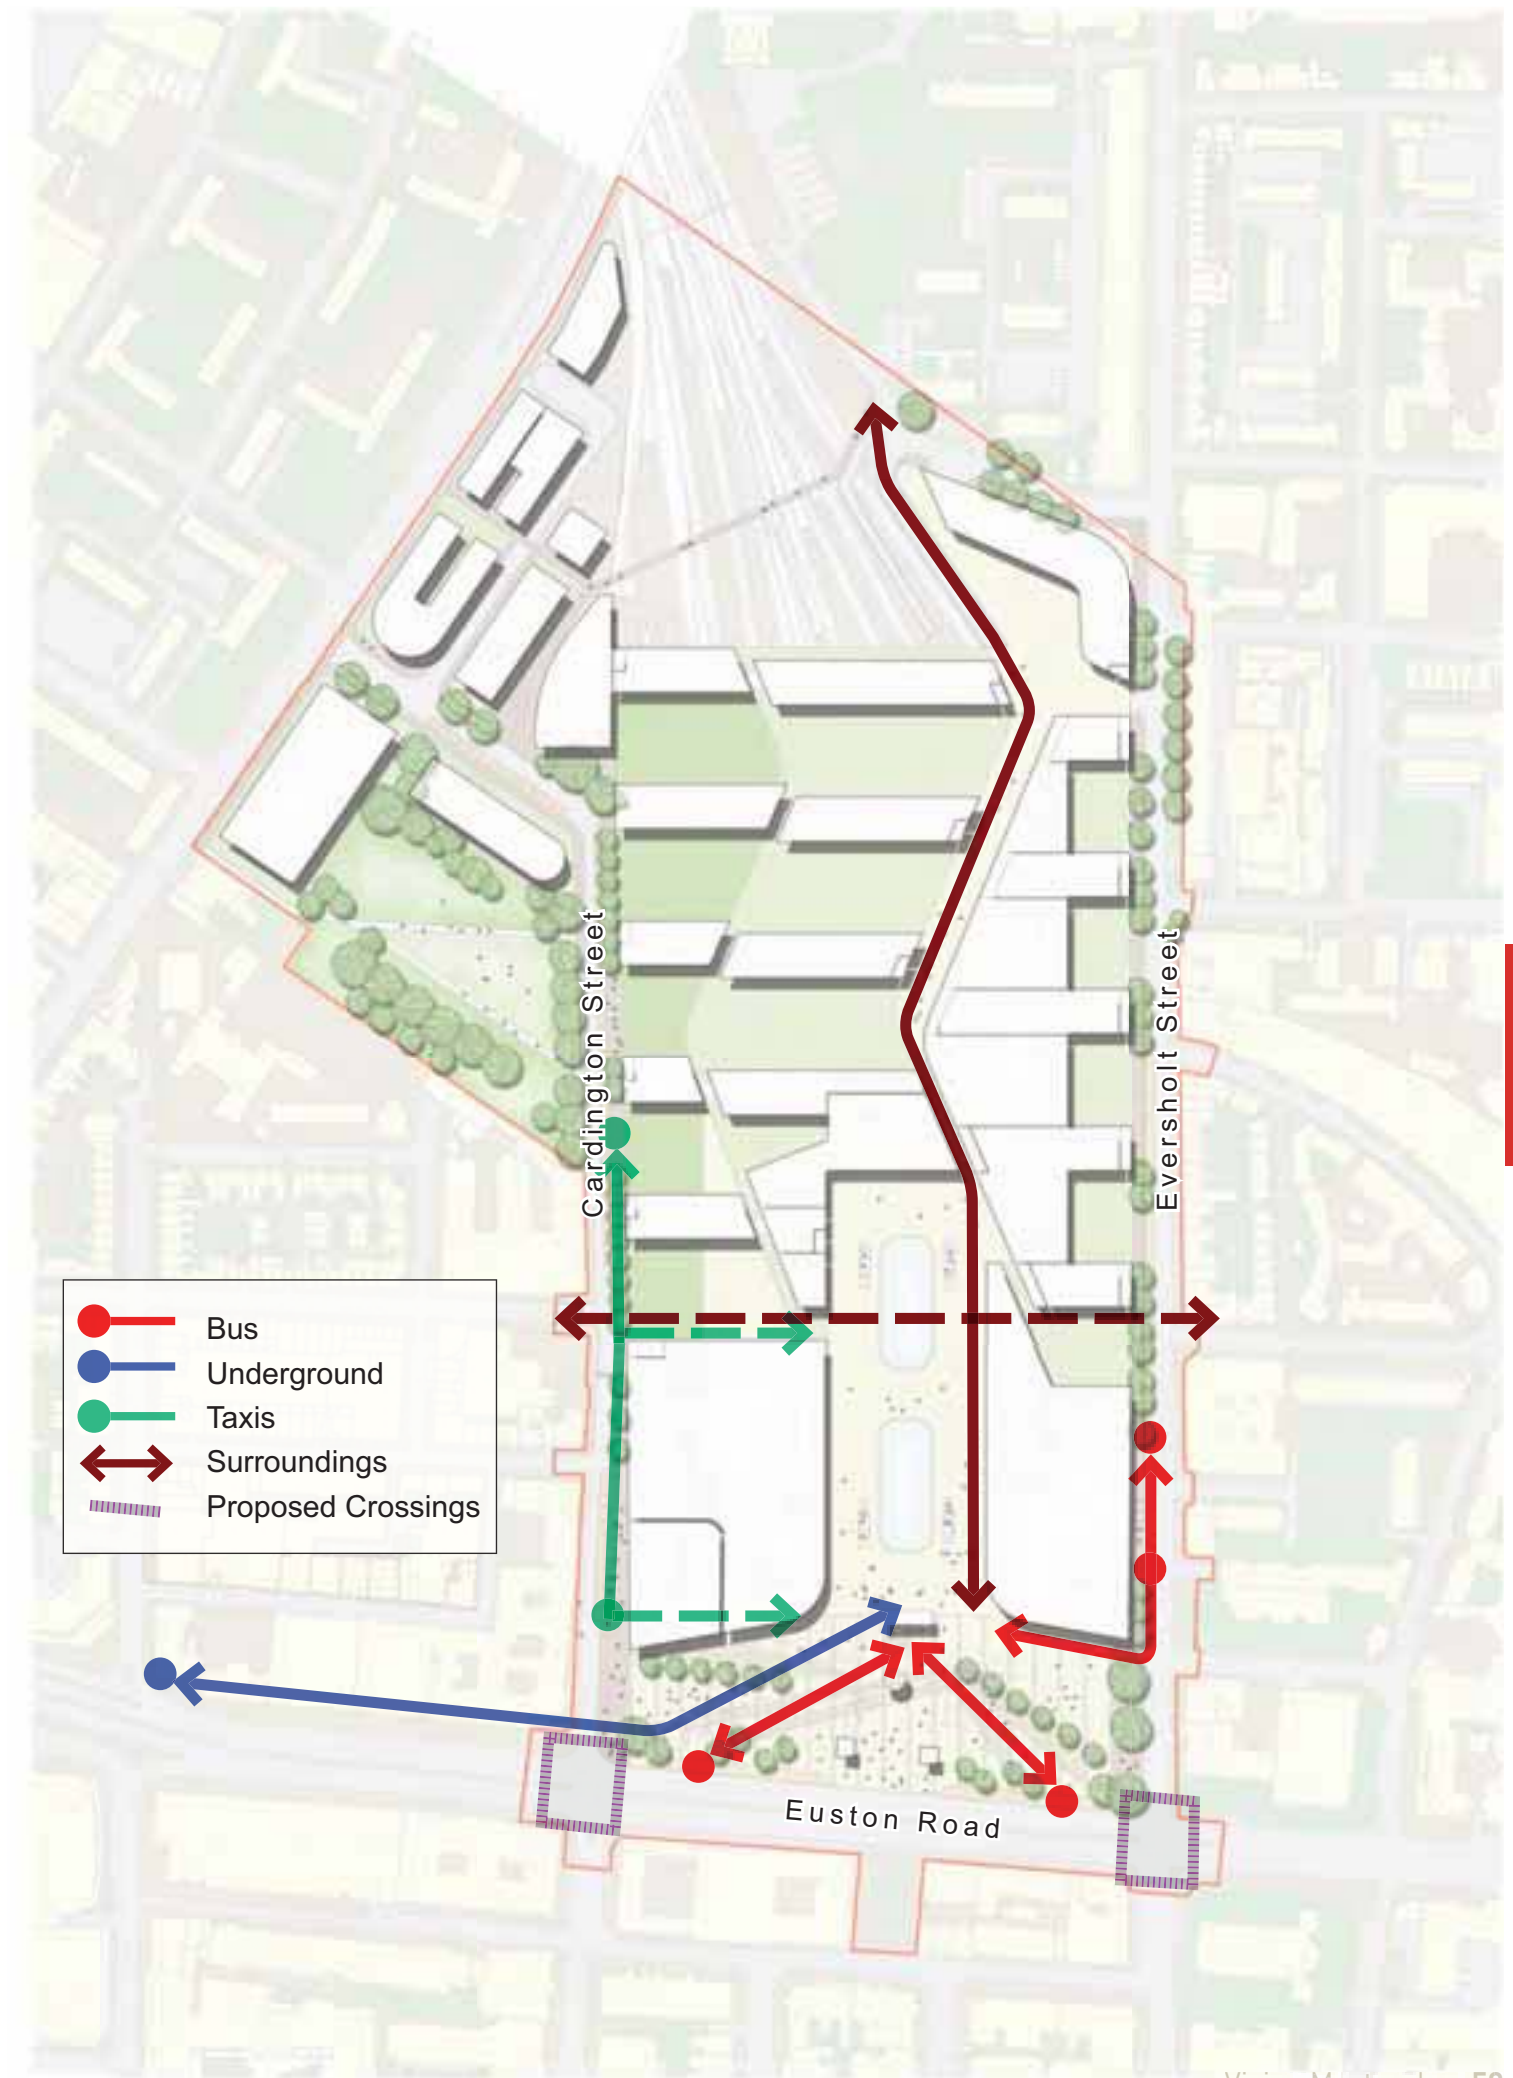 Cardington Street
Eversholt Street
Bus
Underground
Taxis
Surroundings
Proposed Crossings
Euston Road